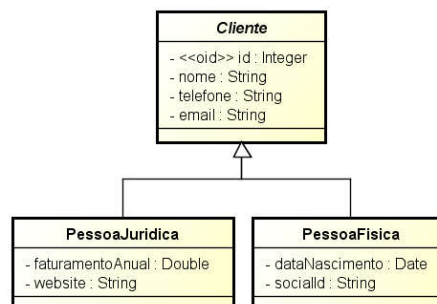 Cliente
- <<oid>> id : Integer
- nome : String
- telefone : String
- email : String
PessoaJuridica
- faturamentoAnual : Double
- website : String
PessoaFisica
- dataNascimento : Date
- socialId : String